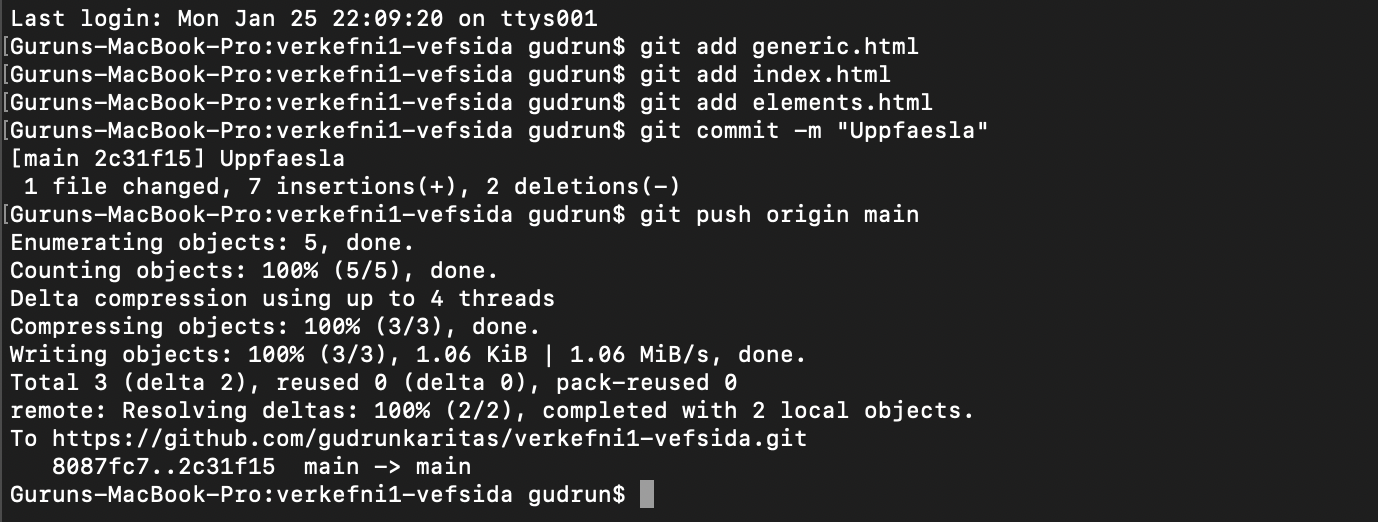 Last login: Mon Jan 25 22:09:20 on ttys001
[Guruns-MacBook-Pro:verkefni1-vefsida gudrun$ git add generic.html
[Guruns-MacBook-Pro:verkefni1-vefsida gudrun$ git add index.html
[Guruns-MacBook-Pro:verkefni1-vefsida gudrun$ git add elements.html
[Guruns-MacBook-Pro:verkefni1-vefsida gudrun$ git commit -m "Uppfaesla"
[main 2c31f15] Uppfaesla
 1 file changed, 7 insertions(+), 2 deletions(-)
[Guruns-MacBook-Pro:verkefni1-vefsida gudrun$ git push origin main
Enumerating objects: 5, done.
Counting objects: 100% (5/5), done.
Delta compression using up to 4 threads
Compressing objects: 100% (3/3), done.
Writing objects: 100% (3/3), 1.06 KiB | 1.06 MiB/s, done.
Total 3 (delta 2), reused 0 (delta 0), pack-reused 0
remote: Resolving deltas: 100% (2/2), completed with 2 local objects.
To https://github.com/gudrunkaritas/verkefni1-vefsida.git
   8087fc7..2c31f15  main -> main
Guruns-MacBook-Pro:verkefni1-vefsida gudrun$